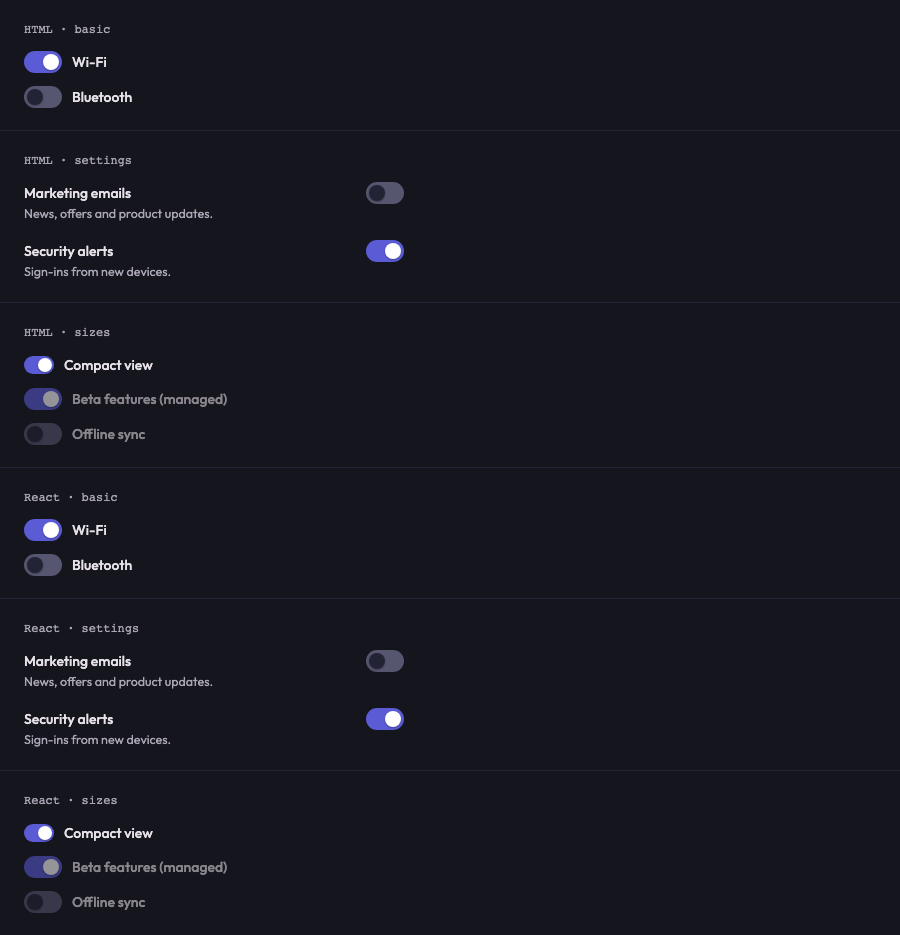 HTML · basic
Wi-Fi
Bluetooth
HTML · settings
Marketing emails
News, offers and product updates.
Security alerts
Sign-ins from new devices.
HTML · sizes
Compact view
Beta features (managed)
Offline sync
React · basic
Wi-Fi
Bluetooth
React · settings
Marketing emails
News, offers and product updates.
Security alerts
Sign-ins from new devices.
React · sizes
Compact view
Beta features (managed)
Offline sync